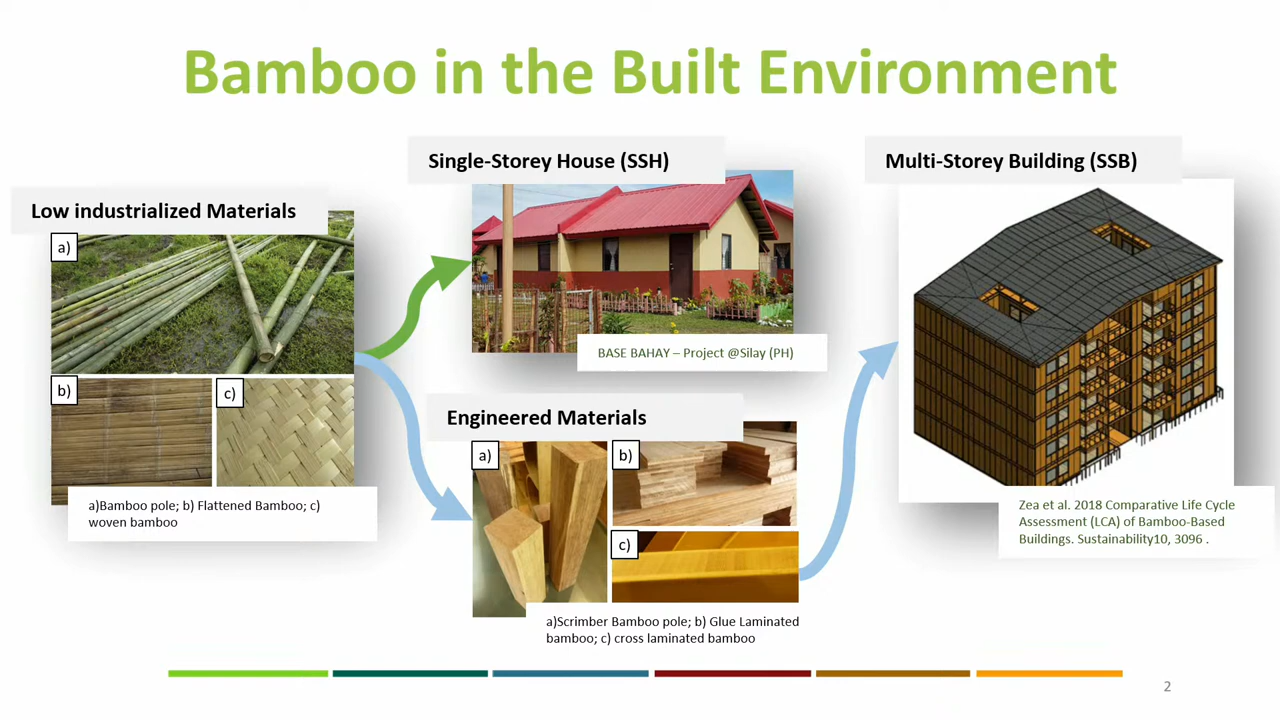 Bamboo in the Built Environment
Low industrialized Materials
a)
b)
c)
a)Bamboo pole; b) Flattened Bamboo; c)
woven bamboo
Single-Storey House (SSH)
BASE BAHAY – Project @Silay (PH)
Engineered Materials
a)
b)
c)
a)Scrimber Bamboo pole; b) Glue Laminated
bamboo; c) cross laminated bamboo
Multi-Storey Building (SSB)
Zea et al. 2018 Comparative Life Cycle
Assessment (LCA) of Bamboo-Based
Buildings. Sustainability10, 3096 .
2